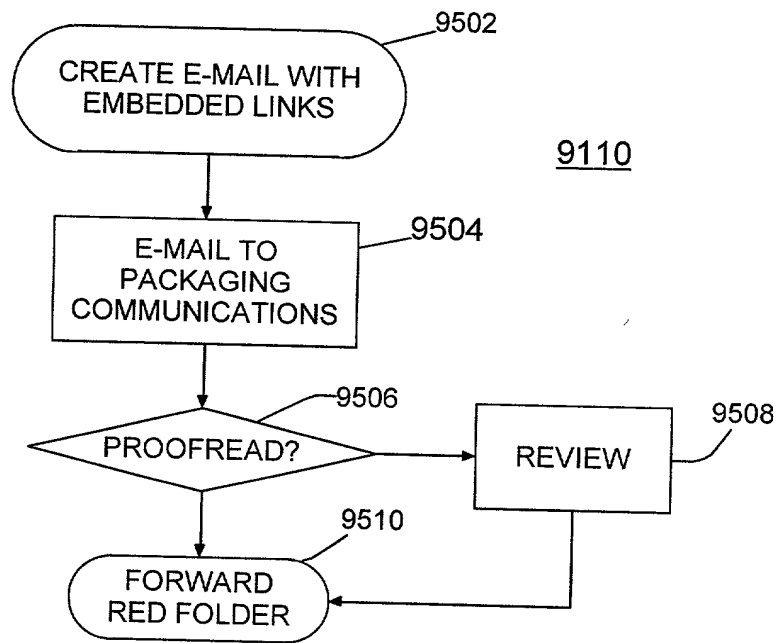 9502
CREATE E-MAIL WITH
EMBEDDED LINKS
9110
9504
E-MAIL TO
PACKAGING
COMMUNICATIONS
9506
PROOFREAD?
9508
REVIEW
9510
FORWARD
RED FOLDER